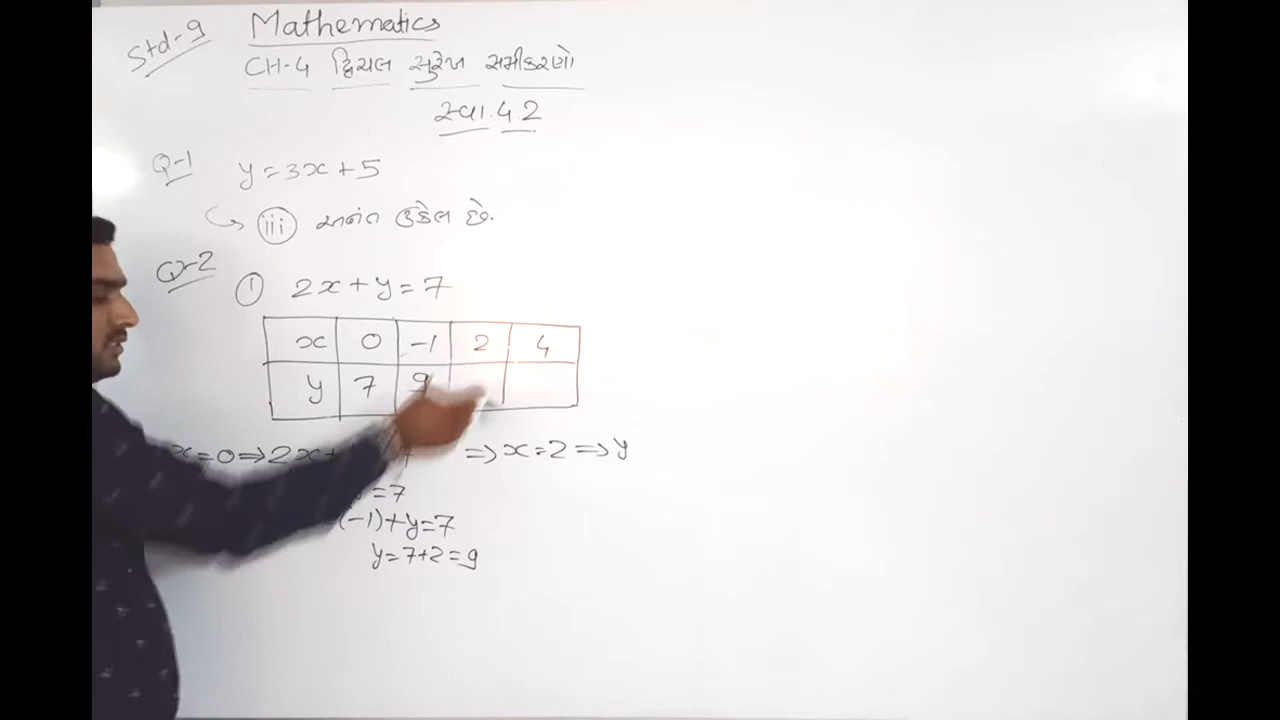 Std-9 Mathematics
CH-4 દ્વિચલ સુરેખ સમીકરણો
સ્વા. 4.2
Q-1 y=3x+5
(iii) અનંત ઉકેલ છે.
Q-2 (1) 2x+y=7
x 0 -1 2 4
y 7 9
x=0⇒2x+ 7 ⇒x=2⇒y
=7
(-1)+y=7
y=7+2=9